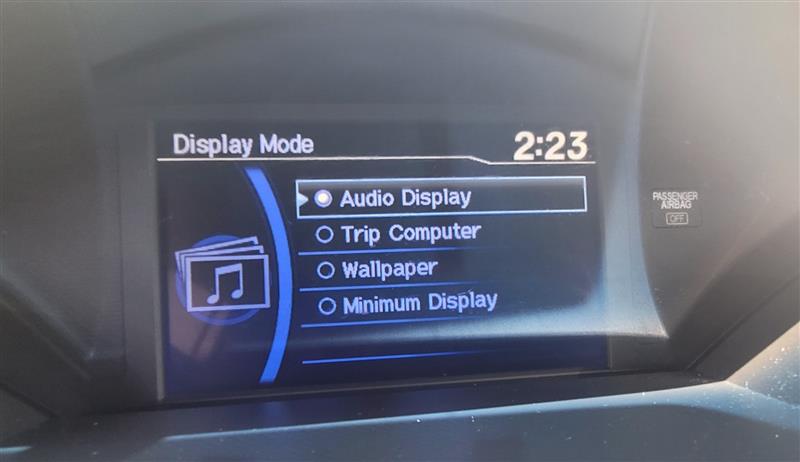 Display Mode
2:23
Audio Display
Trip Computer
Wallpaper
Minimum Display
PASSENGER
AIRBAG
OFF